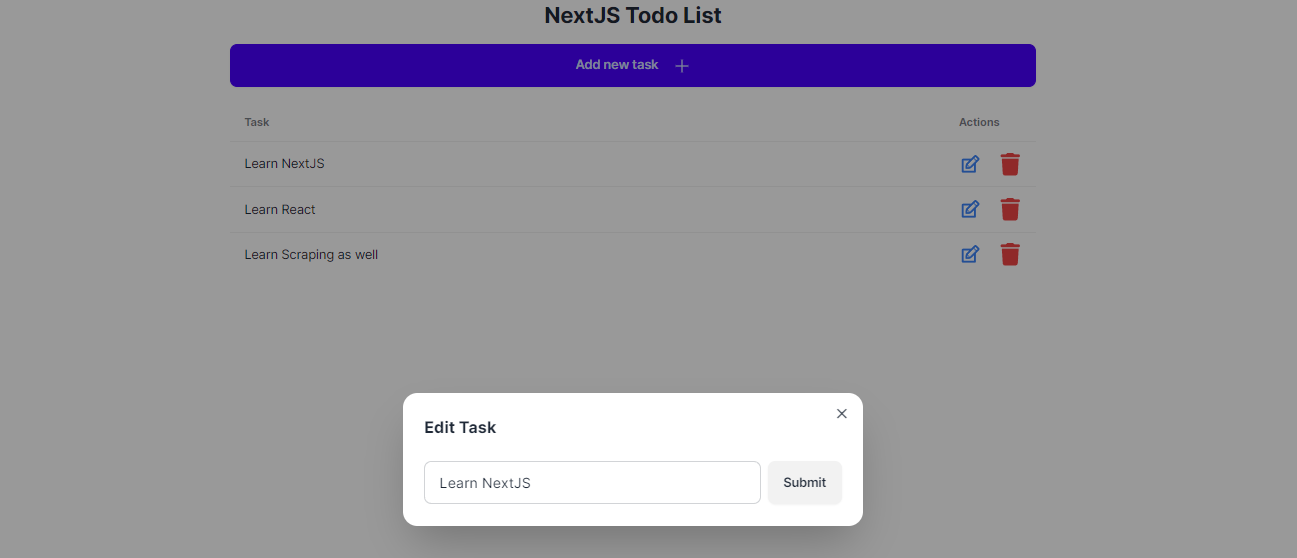 NextJS Todo List
Add new task
Task Actions
Learn NextJS
Learn React
Learn Scraping as well
Edit Task
Learn NextJS Submit